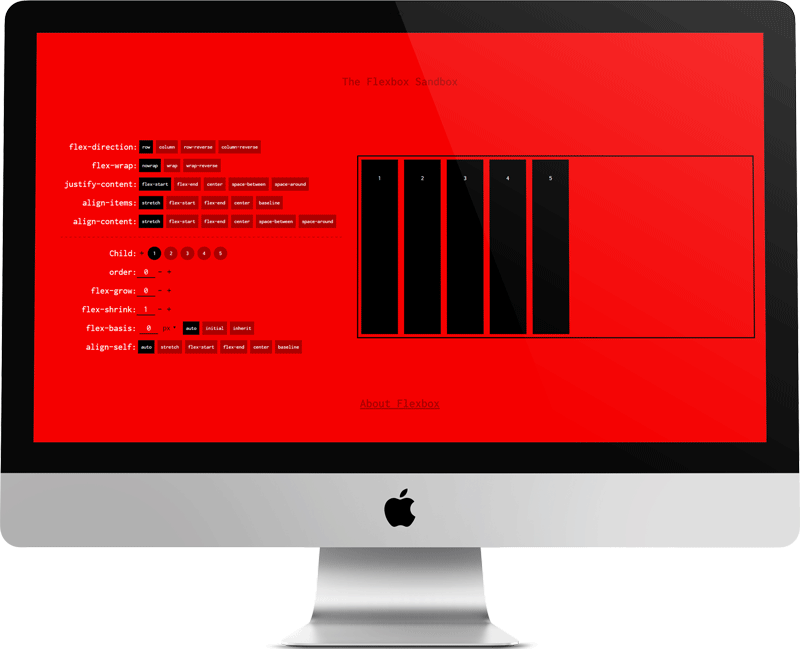 The Flexbox Sandbox
flex-direction: row column row-reverse column-reverse
flex-wrap: nowrap wrap wrap-reverse
justify-content: flex-start flex-end center space-between space-around
align-items: stretch flex-start flex-end center baseline
align-content: stretch flex-start flex-end center space-between space-around
Child: + 1 2 3 4 5
order: 0 - +
flex-grow: 0 - +
flex-shrink: 1 - +
flex-basis: 0 px auto initial inherit
align-self: auto stretch flex-start flex-end center baseline
1 2 3 4 5
About Flexbox